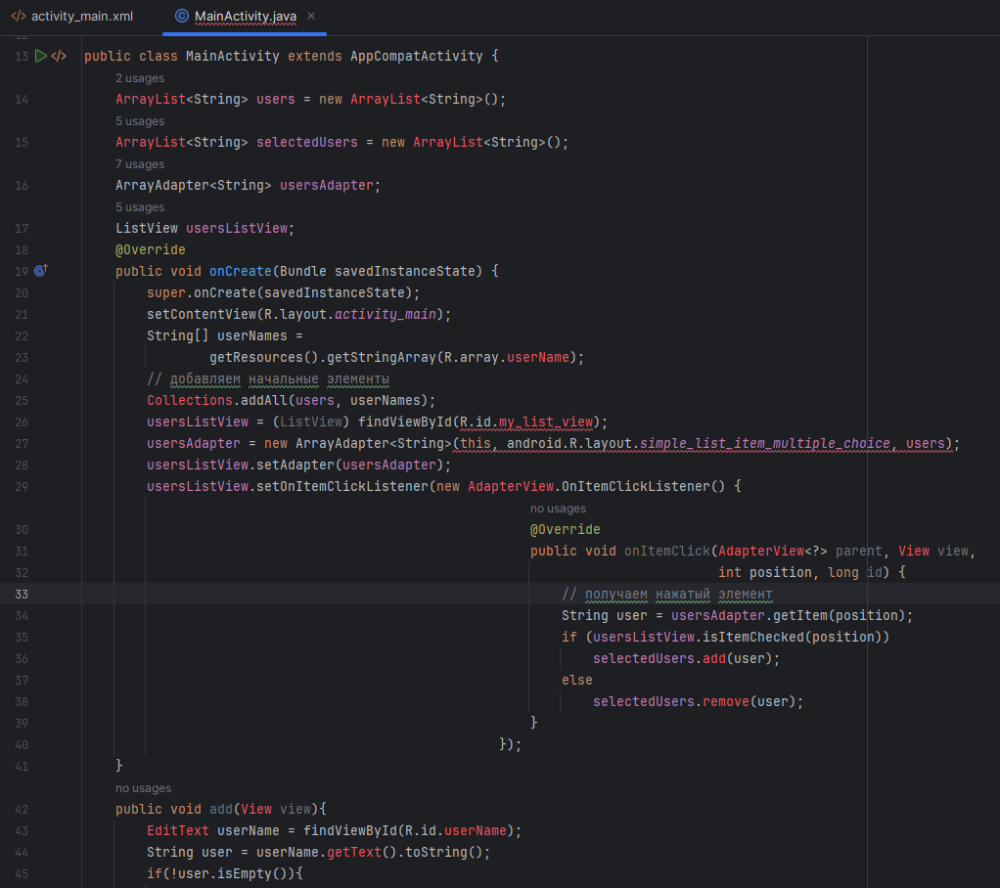 activity_main.xml MainActivity.java
13 public class MainActivity extends AppCompatActivity {
2 usages
14 ArrayList<String> users = new ArrayList<String>();
5 usages
15 ArrayList<String> selectedUsers = new ArrayList<String>();
7 usages
16 ArrayAdapter<String> usersAdapter;
5 usages
17 ListView usersListView;
18 @Override
19 public void onCreate(Bundle savedInstanceState) {
20 super.onCreate(savedInstanceState);
21 setContentView(R.layout.activity_main);
22 String[] userNames =
23 getResources().getStringArray(R.array.userName);
24 // добавляем начальные элементы
25 Collections.addAll(users, userNames);
26 usersListView = (ListView) findViewById(R.id.my_list_view);
27 usersAdapter = new ArrayAdapter<String>(this, android.R.layout.simple_list_item_multiple_choice, users);
28 usersListView.setAdapter(usersAdapter);
29 usersListView.setOnItemClickListener(new AdapterView.OnItemClickListener() {
no usages
30 @Override
31 public void onItemClick(AdapterView<?> parent, View view,
32 int position, long id) {
33 // получаем нажатый элемент
34 String user = usersAdapter.getItem(position);
35 if (usersListView.isItemChecked(position))
36 selectedUsers.add(user);
37 else
38 selectedUsers.remove(user);
39 }
40 });
41 }
no usages
42 public void add(View view){
43 EditText userName = findViewById(R.id.userName);
44 String user = userName.getText().toString();
45 if(!user.isEmpty()){